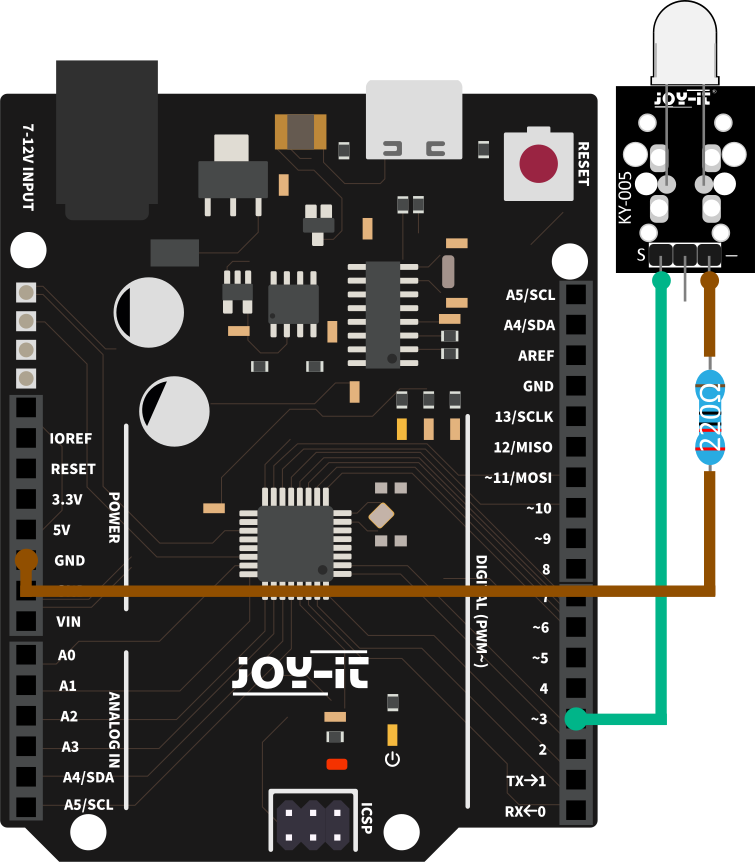 JOY-iT®
KY-005
S
−
220Ω
7-12V INPUT
RESET
A5/SCL
A4/SDA
AREF
GND
13/SCLK
12/MISO
~11/MOSI
~10
~9
8
~6
~5
4
~3
2
TX→1
RX←0
DIGITAL (PWM~)
IOREF
RESET
3.3V
5V
GND
VIN
POWER
A0
A1
A2
A3
A4/SDA
A5/SCL
ANALOG IN
JOY-iT
ICSP